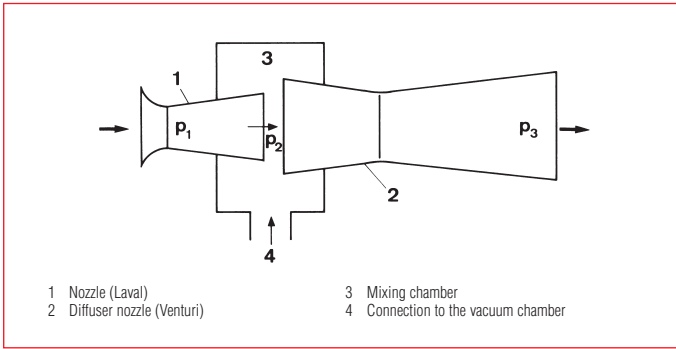 3
1
p1
p2
p3
2
4
1 Nozzle (Laval)
2 Diffuser nozzle (Venturi)
3 Mixing chamber
4 Connection to the vacuum chamber